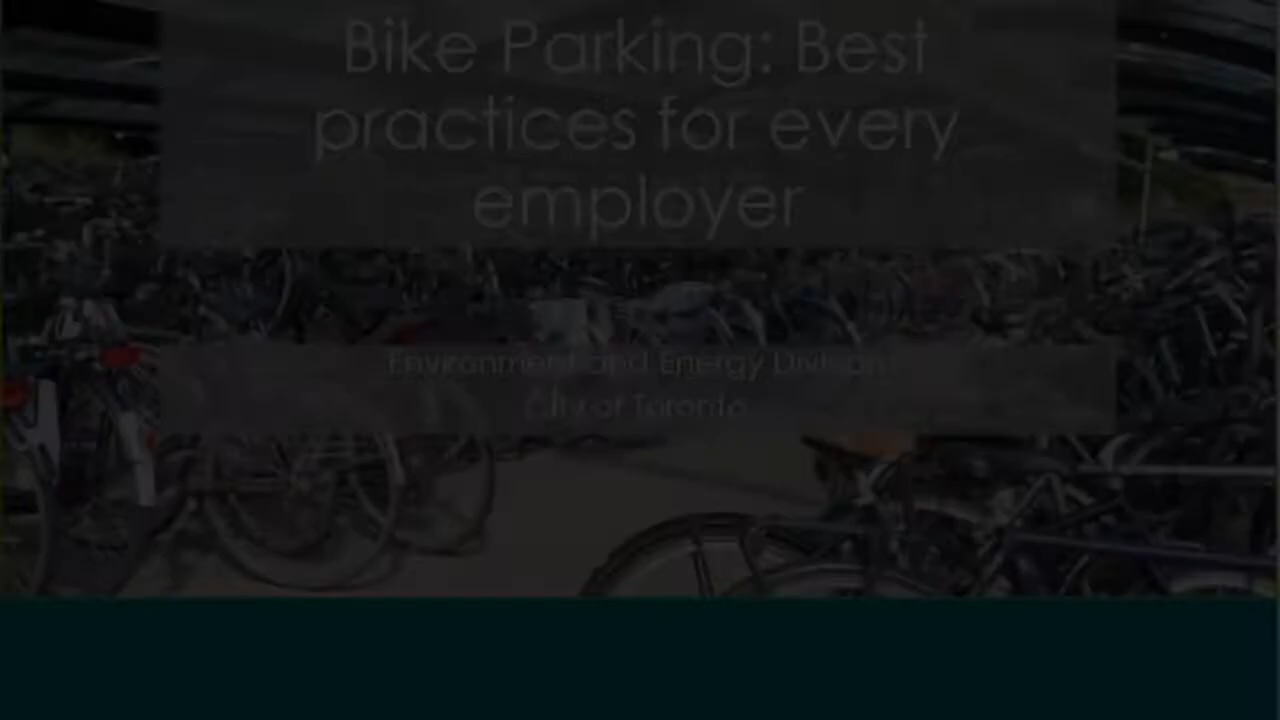 Bike Parking: Best
practices for every
employer
Environment and Energy Division
City of Toronto